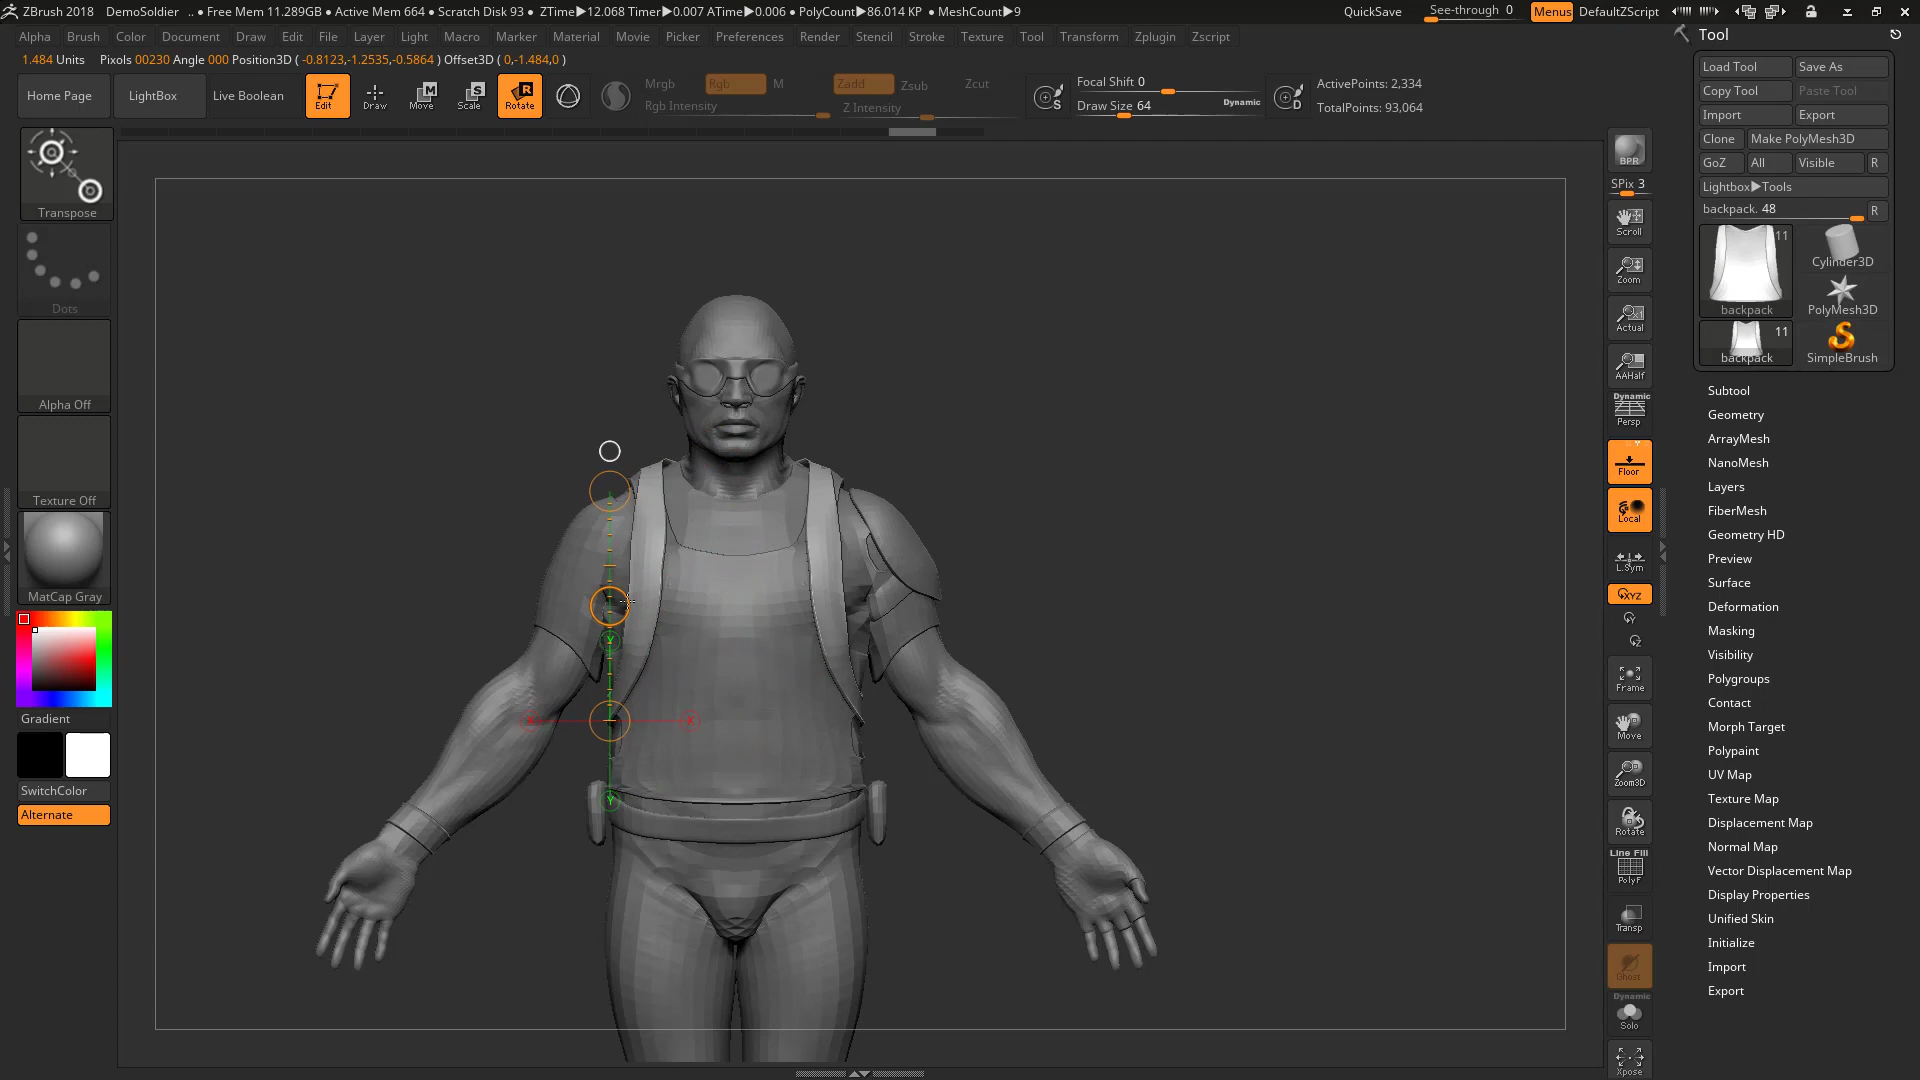 ZBrush 2018 DemoSoldier .. • Free Mem 11.289GB • Active Mem 664 • Scratch Disk 93 • ZTime▶12.068 Timer▶0.007 ATime▶0.006 • PolyCount▶86.014 KP • MeshCount▶9 QuickSave See-through 0 Menus DefaultZScript
Alpha Brush Color Document Draw Edit File Layer Light Macro Marker Material Movie Picker Preferences Render Stencil Stroke Texture Tool Transform Zplugin Zscript
Tool
1.484 Units Pixols 00230 Angle 000 Position3D ( -0.8123,-1.2535,-0.5864 ) Offset3D ( 0,-1.484,0 )
Home Page LightBox Live Boolean Edit Draw Move Scale Rotate
M
S
R
Mrgb Rgb M Zadd Zsub Zcut
Rgb Intensity Z Intensity
S
Focal Shift 0
Draw Size 64 Dynamic
D
ActivePoints: 2,334
TotalPoints: 93,064
Load Tool Save As
Copy Tool Paste Tool
Import Export
Clone Make PolyMesh3D
GoZ All Visible R
Lightbox▶Tools
backpack. 48 R
11
backpack
Cylinder3D
PolyMesh3D
11
backpack
SimpleBrush
Subtool
Geometry
ArrayMesh
NanoMesh
Layers
FiberMesh
Geometry HD
Preview
Surface
Deformation
Masking
Visibility
Polygroups
Contact
Morph Target
Polypaint
UV Map
Texture Map
Displacement Map
Normal Map
Vector Displacement Map
Display Properties
Unified Skin
Initialize
Import
Export
Transpose
Dots
Alpha Off
Texture Off
MatCap Gray
Gradient
SwitchColor
Alternate
Y
X X
Y
BPR
SPix 3
Scroll
Zoom
Actual
AAHalf
Dynamic
Persp
Floor
Local
L.Sym
XYZ
Y
Z
Frame
Move
Zoom3D
Rotate
Line Fill
PolyF
Transp
Ghost
Dynamic
Solo
Xpose